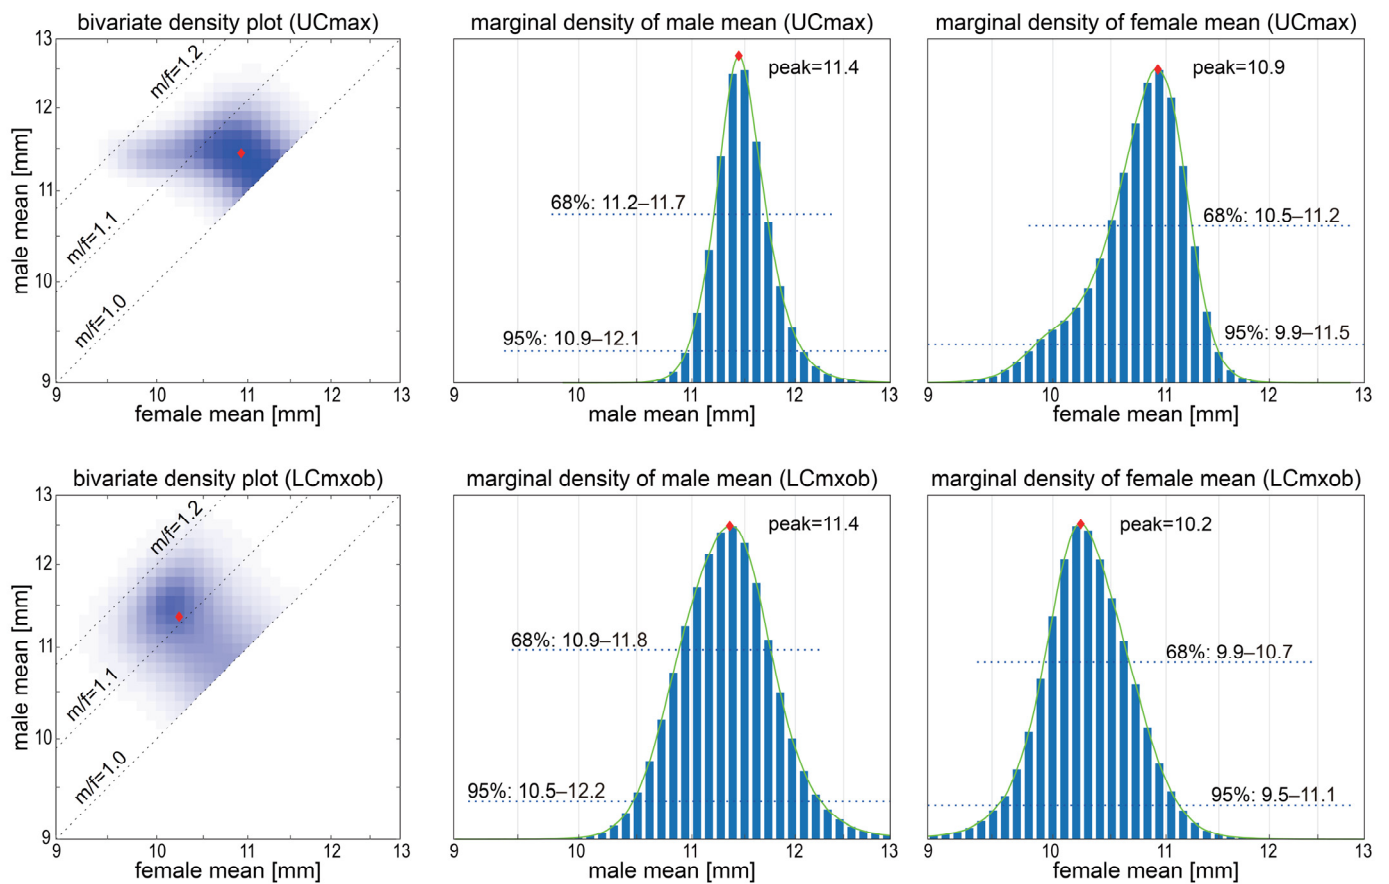 bivariate density plot (UCmax)
13
12
11
10
9
male mean [mm]
m/f=1.2
m/f=1.1
m/f=1.0
9
10
11
12
13
female mean [mm]
marginal density of male mean (UCmax)
peak=11.4
68%: 11.2–11.7
95%: 10.9–12.1
9
10
11
12
13
male mean [mm]
marginal density of female mean (UCmax)
peak=10.9
68%: 10.5–11.2
95%: 9.9–11.5
9
10
11
12
13
female mean [mm]
bivariate density plot (LCmxob)
13
12
11
10
9
male mean [mm]
m/f=1.2
m/f=1.1
m/f=1.0
9
10
11
12
13
female mean [mm]
marginal density of male mean (LCmxob)
peak=11.4
68%: 10.9–11.8
95%: 10.5–12.2
9
10
11
12
13
male mean [mm]
marginal density of female mean (LCmxob)
peak=10.2
68%: 9.9–10.7
95%: 9.5–11.1
9
10
11
12
13
female mean [mm]